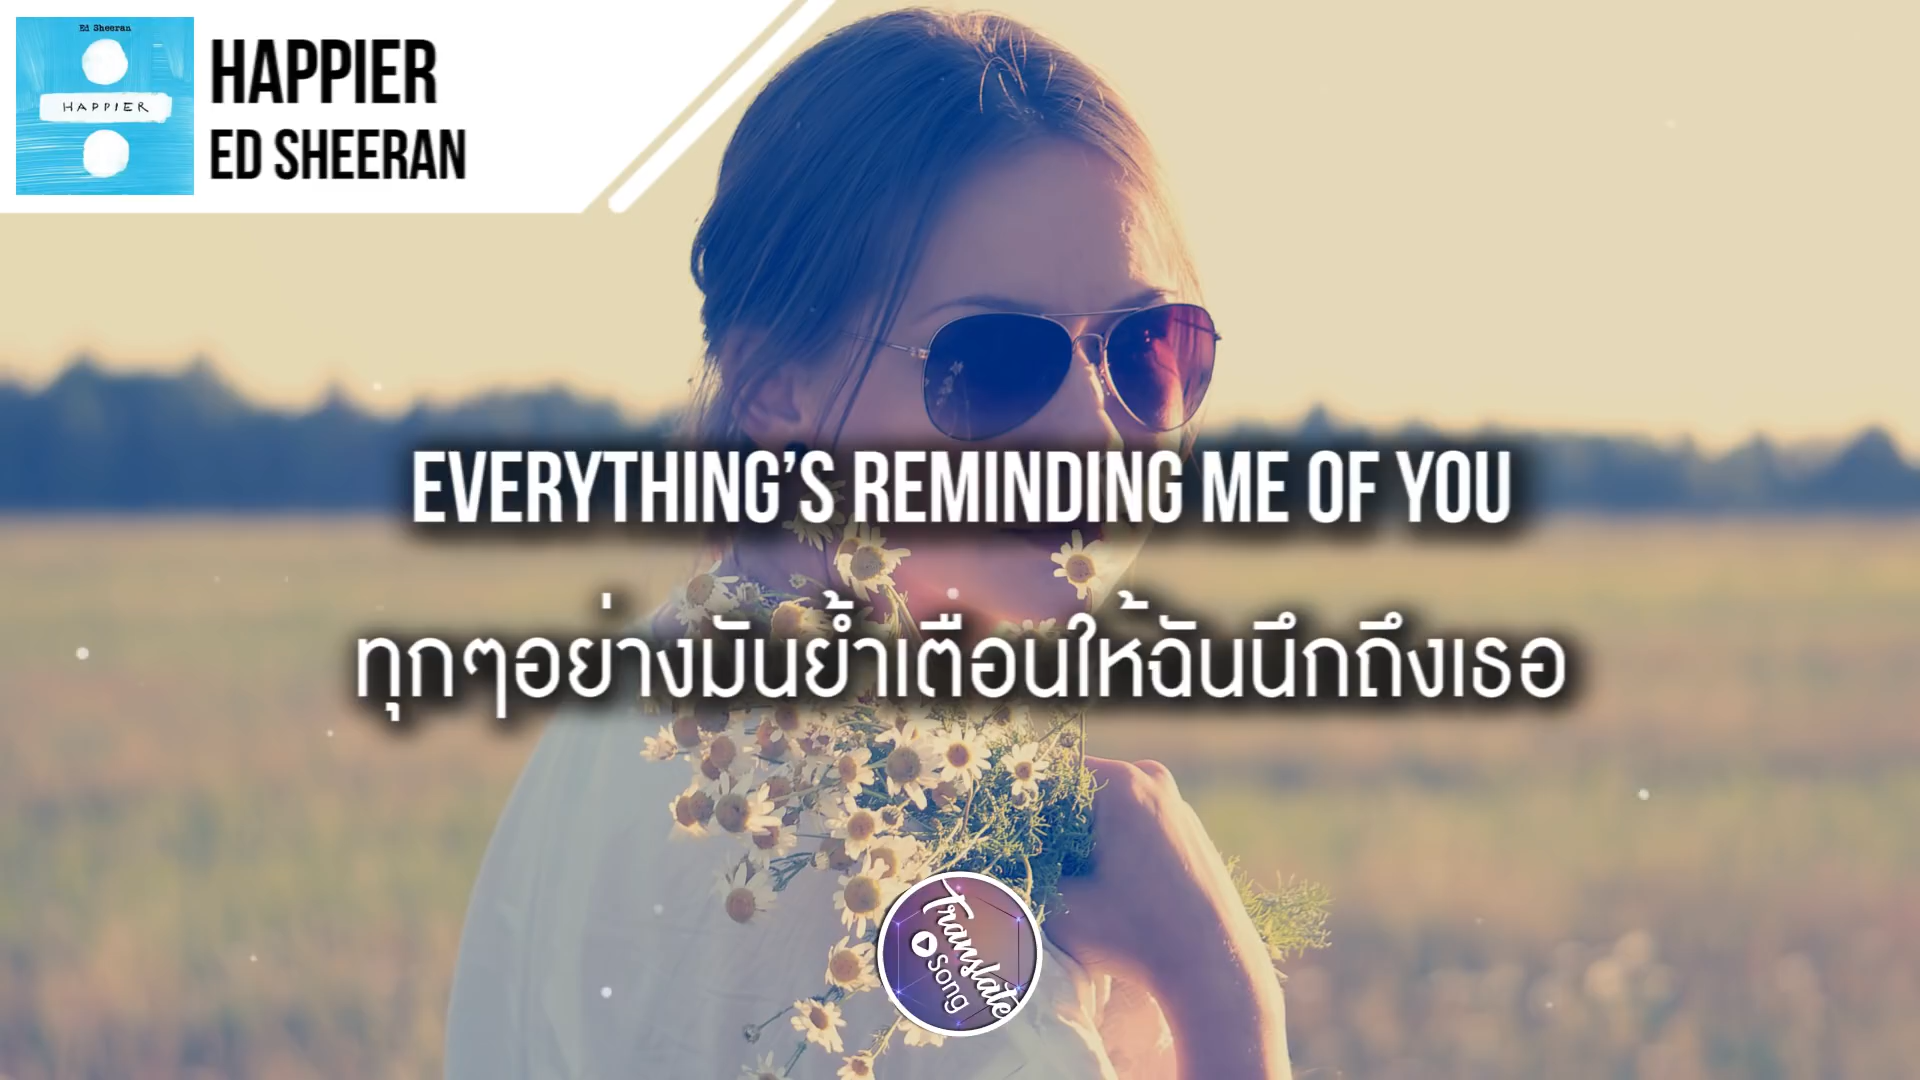 Ed Sheeran
HAPPIER
HAPPIER
ED SHEERAN
EVERYTHING’S REMINDING ME OF YOU
ทุกๆอย่างมันย้ำเตือนให้ฉันนึกถึงเธอ
Translate
Song